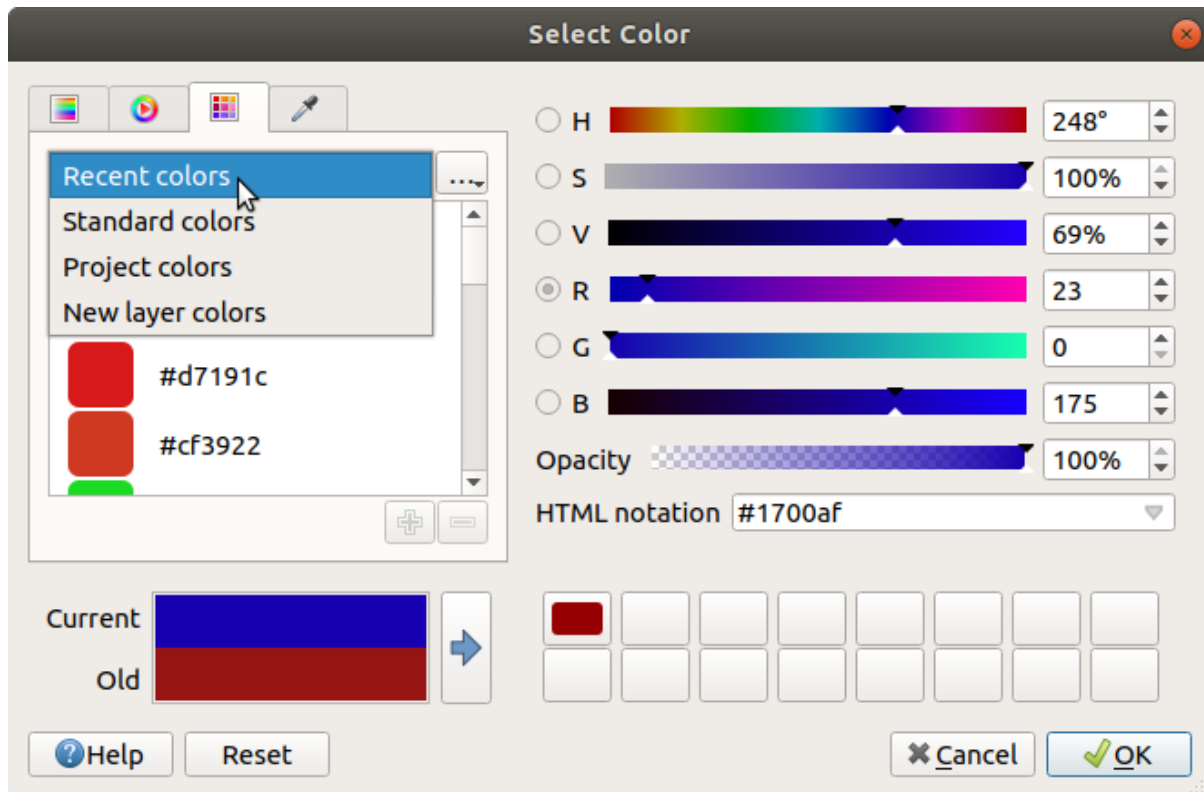 Select Color
Recent colors
...
Standard colors
Project colors
New layer colors
#d7191c
#cf3922
H 248°
S 100%
V 69%
R 23
G 0
B 175
Opacity 100%
HTML notation #1700af
Current
Old
Help
Reset
Cancel
OK